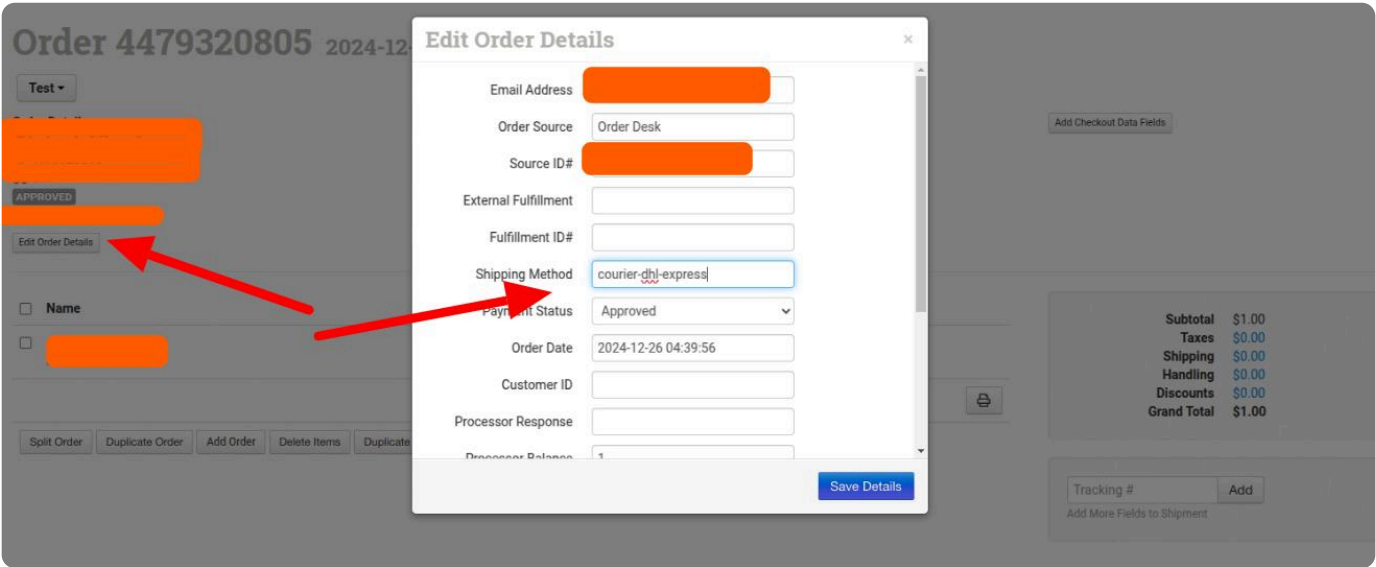 Order 4479320805 2024-12-
Test
APPROVED
Edit Order Details
Name
Split Order
Duplicate Order
Add Order
Delete Items
Duplicate
Edit Order Details
×
Email Address
Order Source Order Desk
Source ID#
External Fulfillment
Fulfillment ID#
Shipping Method courier-dhl-express
Payment Status Approved
Order Date 2024-12-26 04:39:56
Customer ID
Processor Response
Processor Balance 1
Save Details
Add Checkout Data Fields
Subtotal $1.00
Taxes $0.00
Shipping $0.00
Handling $0.00
Discounts $0.00
Grand Total $1.00
Tracking # Add
Add More Fields to Shipment